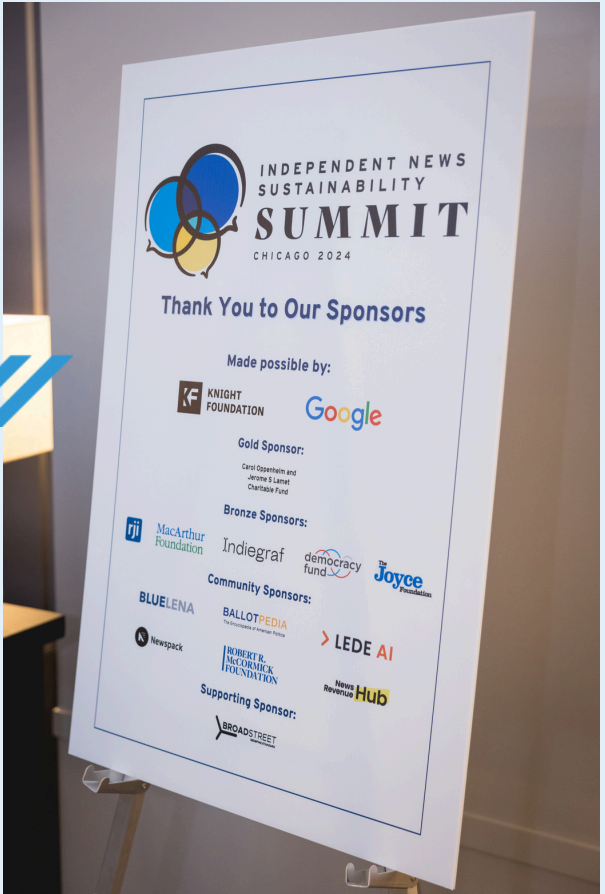 INDEPENDENT NEWS
SUSTAINABILITY
SUMMIT
CHICAGO 2024
Thank You to Our Sponsors
Made possible by:
KF KNIGHT
FOUNDATION
Google
Gold Sponsor:
Carol Oppenheim and
Jerome S Lamet
Charitable Fund
Bronze Sponsors:
rji
MacArthur
Foundation
Indiegraf
democracy
fund
The
Joyce
Foundation
Community Sponsors:
BLUELENA
BALLOTPEDIA
The Encyclopedia of American Politics
LEDE AI
Newspack
ROBERT R.
McCORMICK
FOUNDATION
News
Revenue Hub
Supporting Sponsor:
BROADSTREET